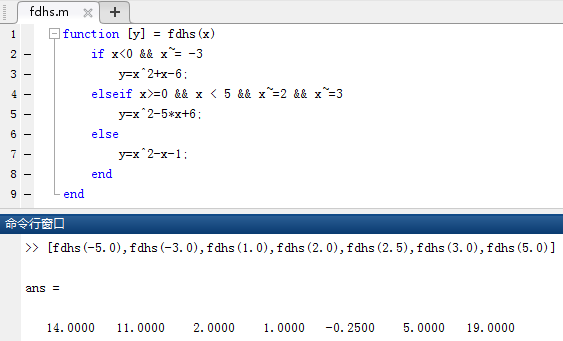 fdhs.m
1 function [y] = fdhs(x)
2 if x<0 && x~= -3
3 y=x^2+x-6;
4 elseif x>=0 && x < 5 && x~=2 && x~=3
5 y=x^2-5*x+6;
6 else
7 y=x^2-x-1;
8 end
9 end
命令行窗口
>> [fdhs(-5.0),fdhs(-3.0),fdhs(1.0),fdhs(2.0),fdhs(2.5),fdhs(3.0),fdhs(5.0)]
ans =
14.0000 11.0000 2.0000 1.0000 -0.2500 5.0000 19.0000